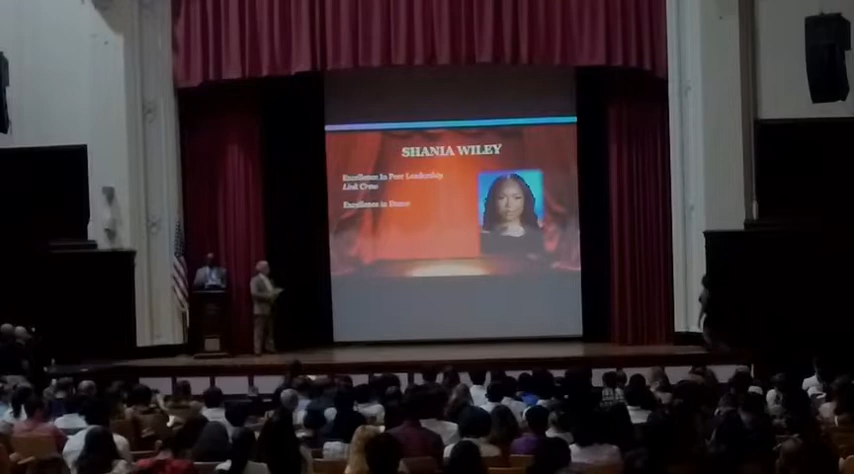 SHANIA WILEY
Excellence In Peer Leadership
Link Crew
Excellence in Dance